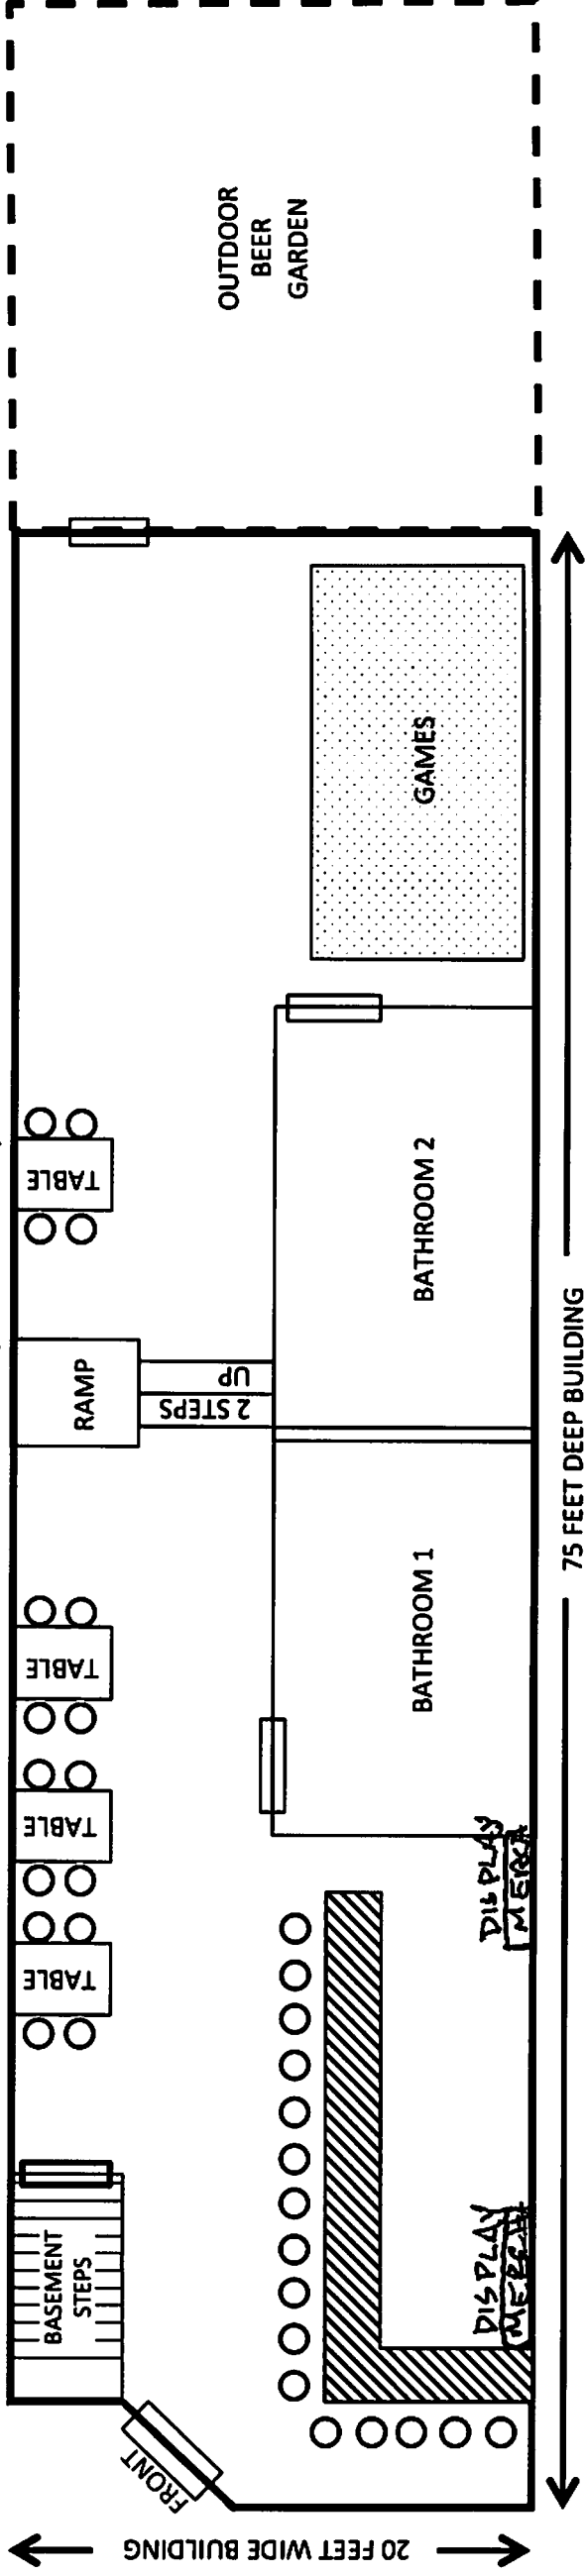 OUTDOOR
BEER
GARDEN
GAMES
TABLE
BATHROOM 2
RAMP
2 STEPS
UP
75 FEET DEEP BUILDING
TABLE
BATHROOM 1
TABLE
TABLE
DISPLAY
MERCH
BASEMENT
STEPS
DISPLAY
MERCH
FRONT
20 FEET WIDE BUILDING